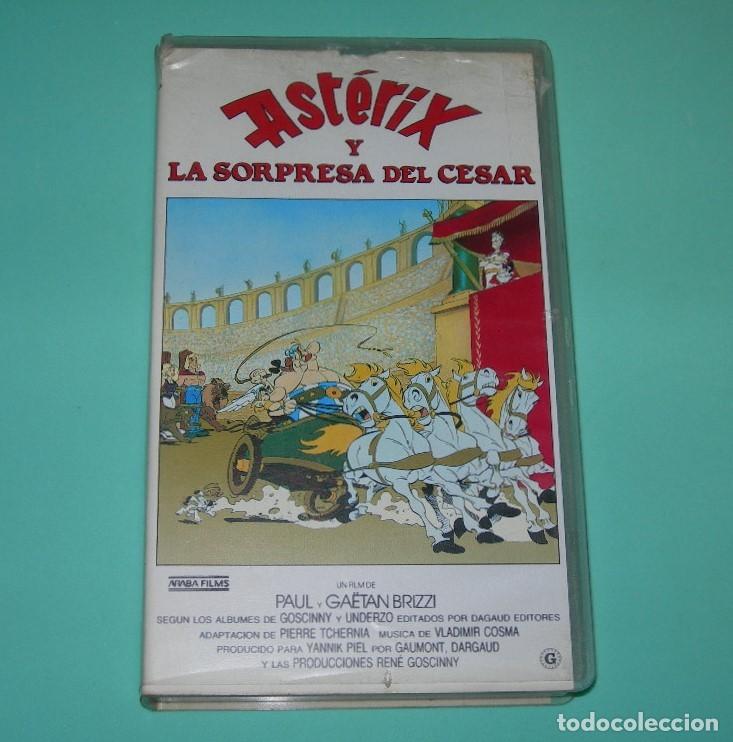 Astérix
Y
LA SORPRESA DEL CESAR
ARABA FILMS
UN FILM DE
PAUL Y GAËTAN BRIZZI
SEGUN LOS ALBUMES DE GOSCINNY Y UNDERZO EDITADOS POR DAGAUD EDITORES
ADAPTACION DE PIERRE TCHERNIA MUSICA DE VLADIMIR COSMA
PRODUCIDO PARA YANNIK PIEL POR GAUMONT, DARGAUD
Y LAS PRODUCCIONES RENÉ GOSCINNY
G
todocoleccion